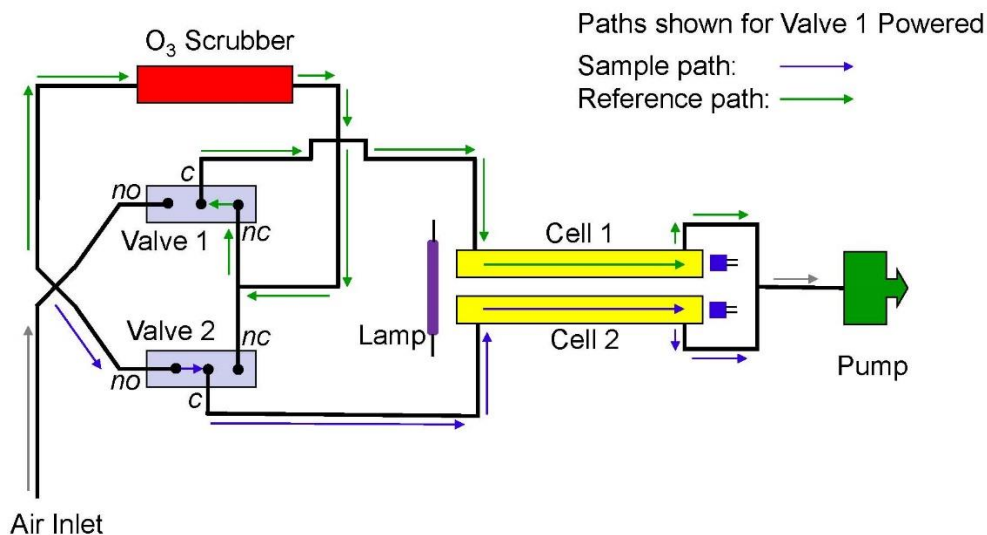 Paths shown for Valve 1 Powered
Sample path:
Reference path:
O₃ Scrubber
c
no
Valve 1
nc
Valve 2
nc
no
c
Lamp
Cell 1
Cell 2
Pump
Air Inlet